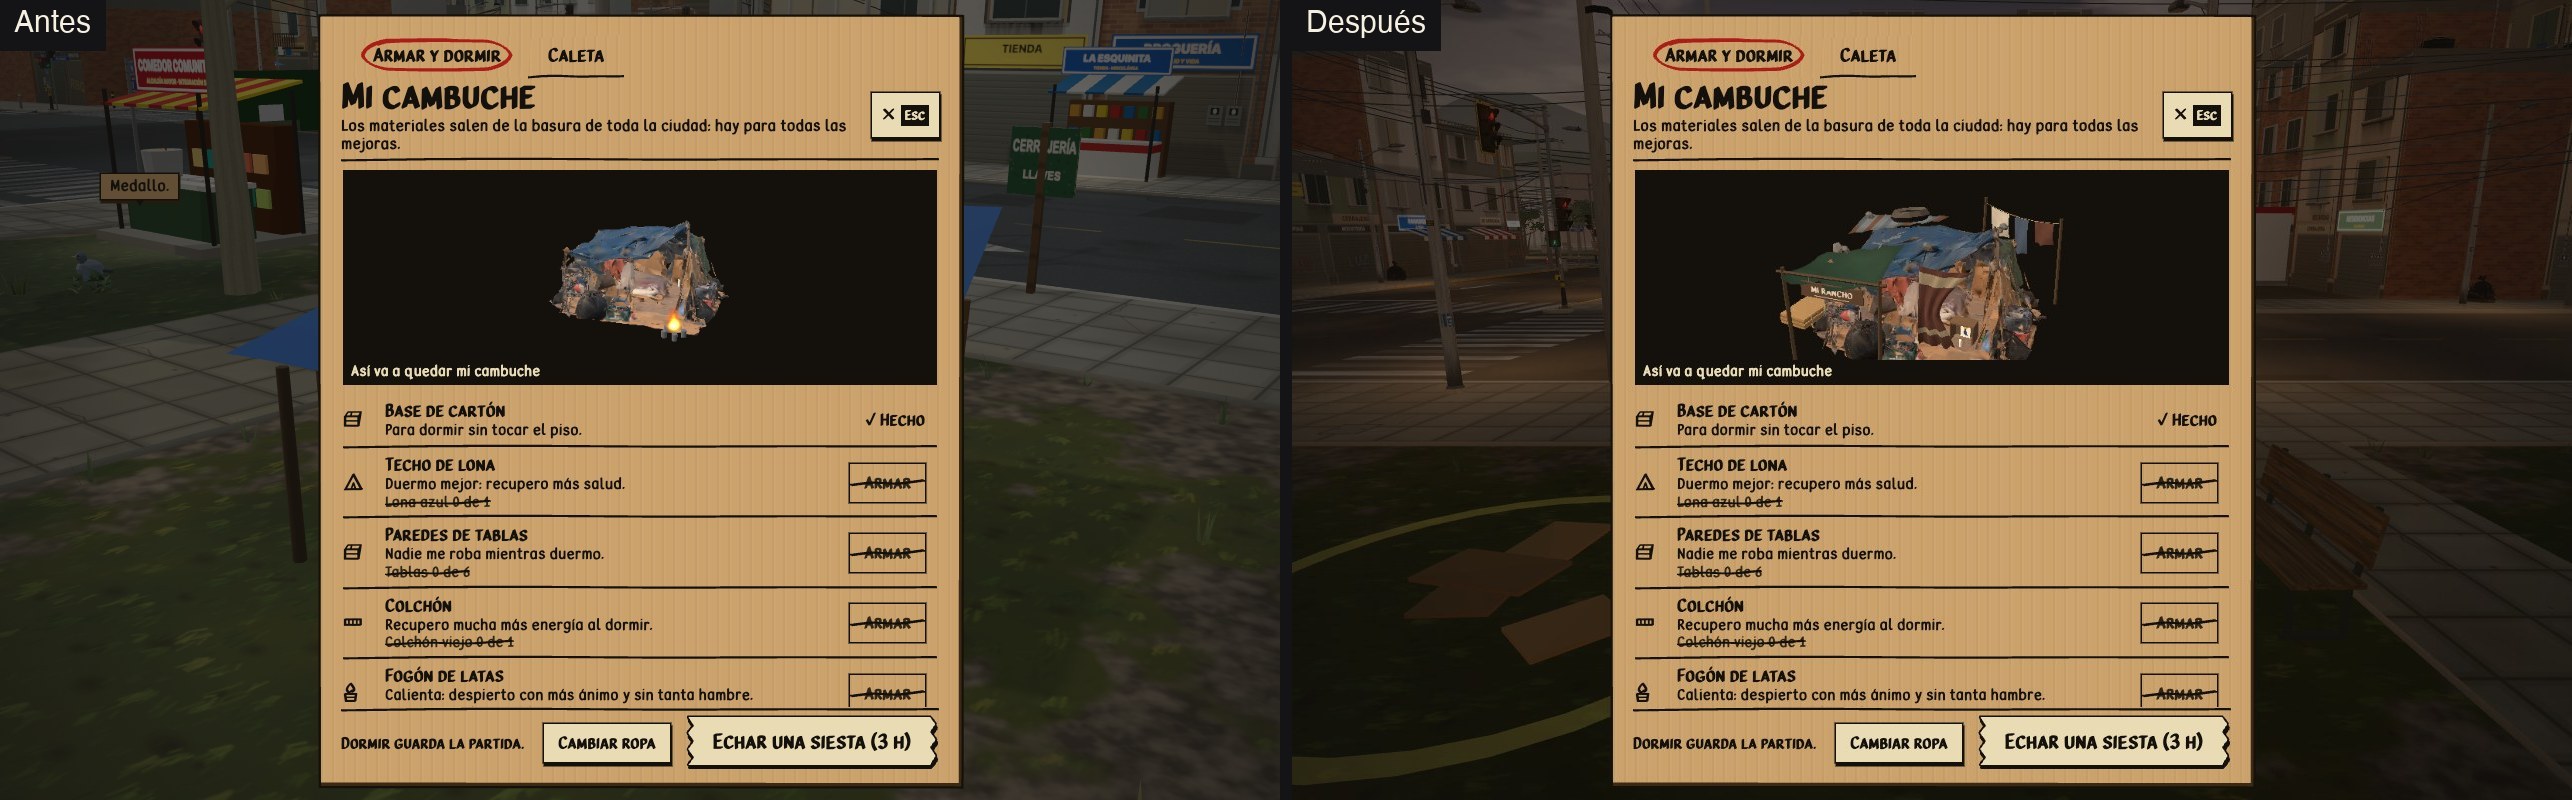 Antes
COMEDOR COMUNIT
TIENDA
DROGUERÍA
LA ESQUINITA
CERR JERÍA
LLAVES
Medallo.
ARMAR Y DORMIR
CALETA
MI CAMBUCHE
Los materiales salen de la basura de toda la ciudad: hay para todas las
mejoras.
× ESC
Así va a quedar mi cambuche
BASE DE CARTÓN
Para dormir sin tocar el piso.
✓ HECHO
TECHO DE LONA
Duermo mejor: recupero más salud.
Lona azul 0 de 1
ARMAR
PAREDES DE TABLAS
Nadie me roba mientras duermo.
Tablas 0 de 6
ARMAR
COLCHÓN
Recupero mucha más energía al dormir.
Colchón viejo 0 de 1
ARMAR
FOGÓN DE LATAS
Calienta: despierto con más ánimo y sin tanta hambre.
ARMAR
DORMIR GUARDA LA PARTIDA.
CAMBIAR ROPA
ECHAR UNA SIESTA (3 H)
Después
ARMAR Y DORMIR
CALETA
MI CAMBUCHE
Los materiales salen de la basura de toda la ciudad: hay para todas las
mejoras.
× ESC
MI RANCHO
Así va a quedar mi cambuche
BASE DE CARTÓN
Para dormir sin tocar el piso.
✓ HECHO
TECHO DE LONA
Duermo mejor: recupero más salud.
Lona azul 0 de 1
ARMAR
PAREDES DE TABLAS
Nadie me roba mientras duermo.
Tablas 0 de 6
ARMAR
COLCHÓN
Recupero mucha más energía al dormir.
Colchón viejo 0 de 1
ARMAR
FOGÓN DE LATAS
Calienta: despierto con más ánimo y sin tanta hambre.
ARMAR
DORMIR GUARDA LA PARTIDA.
CAMBIAR ROPA
ECHAR UNA SIESTA (3 H)